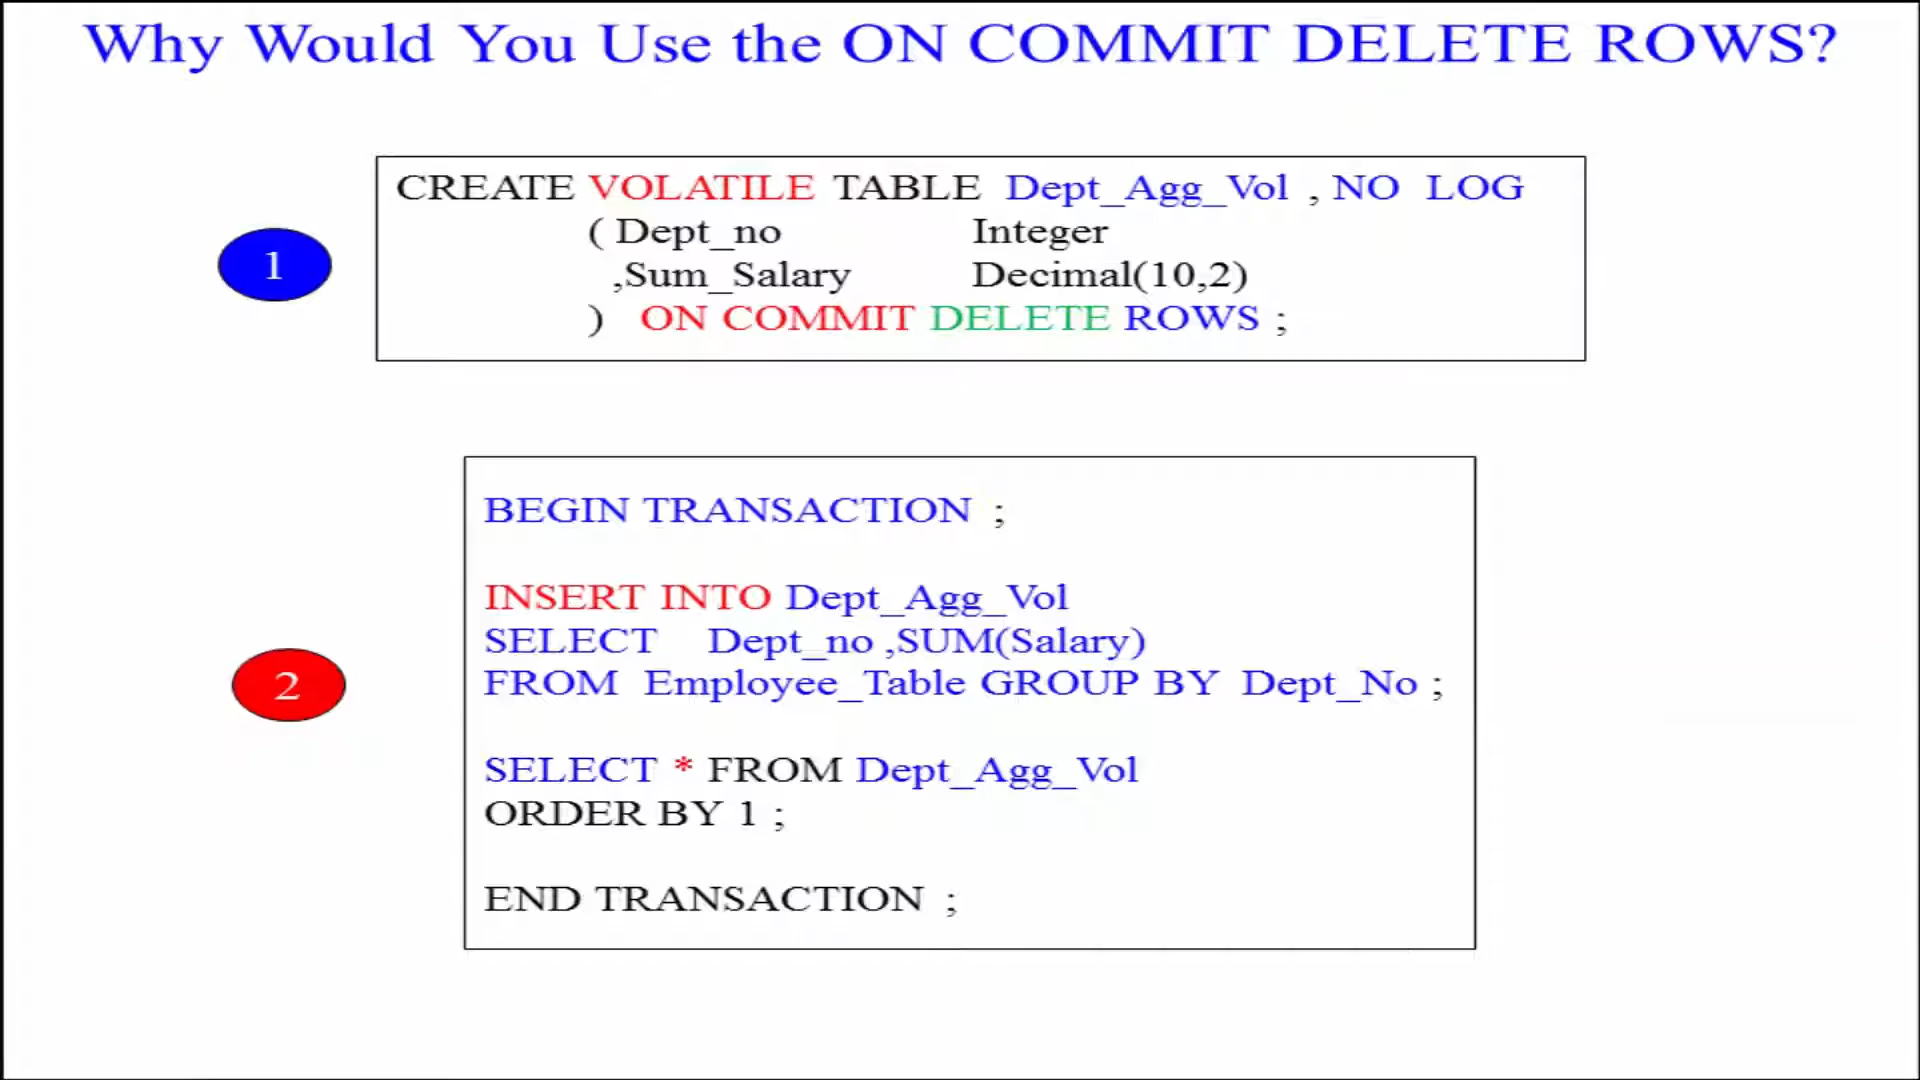 Why Would You Use the ON COMMIT DELETE ROWS?
1
CREATE VOLATILE TABLE Dept_Agg_Vol , NO LOG
( Dept_no Integer
,Sum_Salary Decimal(10,2)
) ON COMMIT DELETE ROWS ;
2
BEGIN TRANSACTION ;
INSERT INTO Dept_Agg_Vol
SELECT Dept_no ,SUM(Salary)
FROM Employee_Table GROUP BY Dept_No ;
SELECT * FROM Dept_Agg_Vol
ORDER BY 1 ;
END TRANSACTION ;